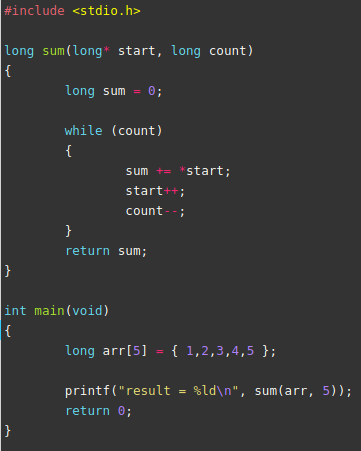 #include <stdio.h>

long sum(long* start, long count)
{
        long sum = 0;

        while (count)
        {
                sum += *start;
                start++;
                count--;
        }
        return sum;
}

int main(void)
{
        long arr[5] = { 1,2,3,4,5 };

        printf("result = %ld\n", sum(arr, 5));
        return 0;
}